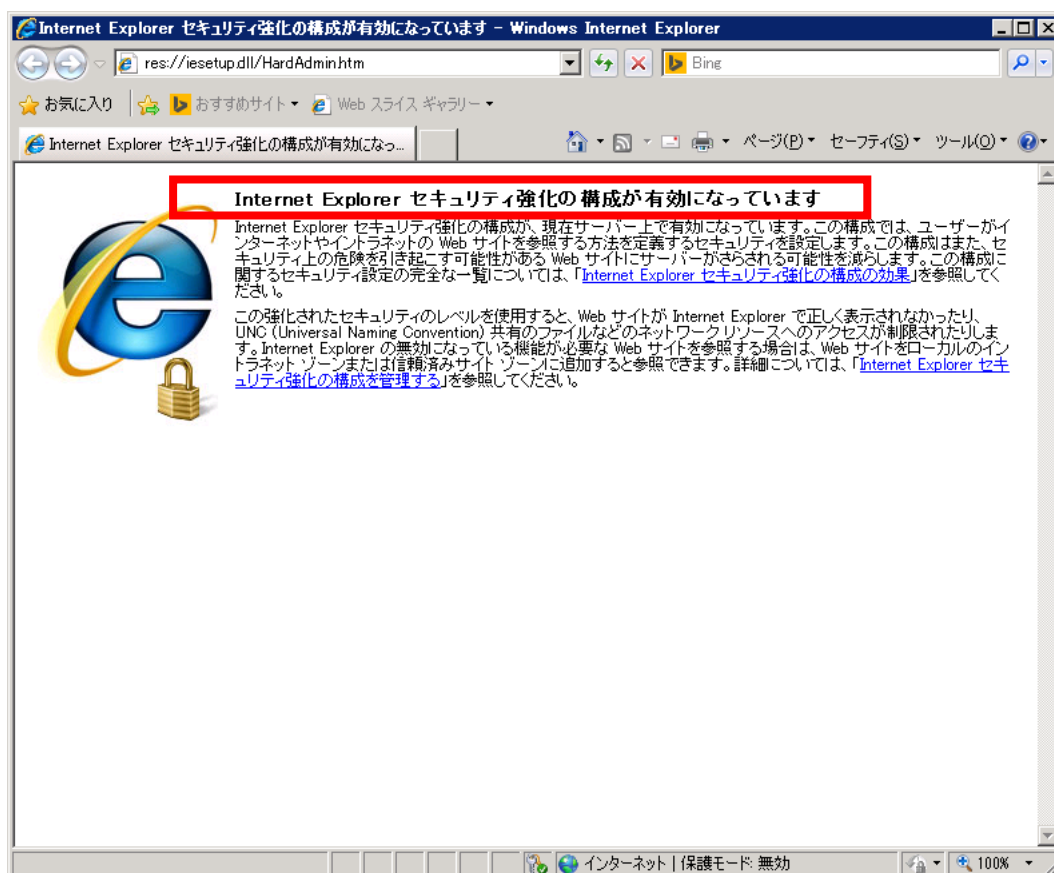 Internet Explorer セキュリティ強化の構成が有効になっています - Windows Internet Explorer
res://iesetup.dll/HardAdmin.htm
Bing
お気に入り
おすすめサイト
Web スライス ギャラリー
Internet Explorer セキュリティ強化の構成が有効になっ...
ページ(P)
セーフティ(S)
ツール(O)
Internet Explorer セキュリティ強化の構成が有効になっています
Internet Explorer セキュリティ強化の構成が、現在サーバー上で有効になっています。この構成では、ユーザーがイ
ンターネットやイントラネットの Web サイトを参照する方法を定義するセキュリティを設定します。この構成はまた、セ
キュリティ上の危険を引き起こす可能性がある Web サイトにサーバーがさらされる可能性を減らします。この構成に
関するセキュリティ設定の完全な一覧については、「Internet Explorer セキュリティ強化の構成の効果」を参照してく
ださい。
この強化されたセキュリティのレベルを使用すると、Web サイトが Internet Explorer で正しく表示されなかったり、
UNC (Universal Naming Convention) 共有のファイルなどのネットワーク リソースへのアクセスが制限されたりしま
す。Internet Explorer の無効になっている機能が必要な Web サイトを参照する場合は、Web サイトをローカルのイン
トラネット ゾーンまたは信頼済みサイト ゾーンに追加すると参照できます。詳細については、「Internet Explorer セキ
ュリティ強化の構成を管理する」を参照してください。
インターネット | 保護モード: 無効
100%